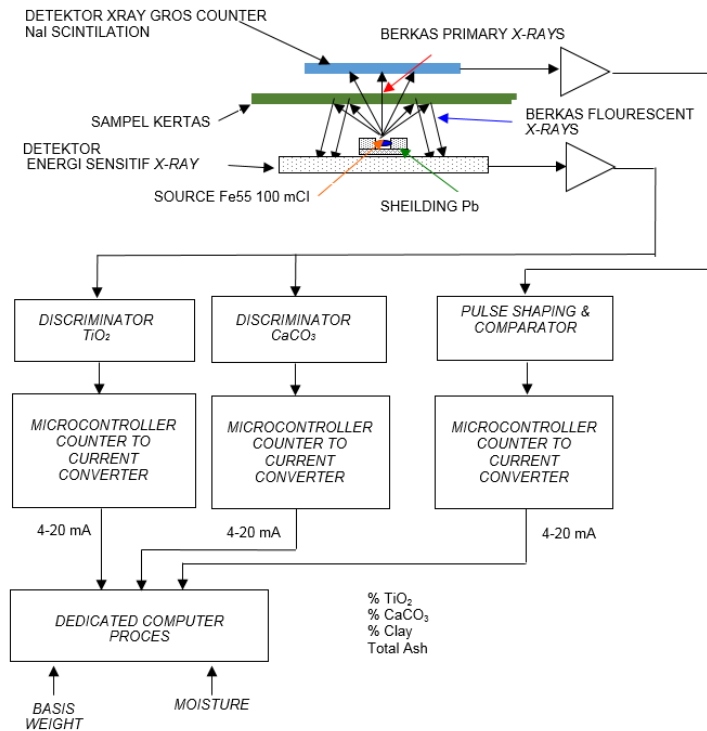 DETEKTOR XRAY GROS COUNTER
NaI SCINTILATION
BERKAS PRIMARY X-RAYS
SAMPEL KERTAS
BERKAS FLOURESCENT
X-RAYS
DETEKTOR
ENERGI SENSITIF X-RAY
SOURCE Fe55 100 mCI
SHEILDING Pb
DISCRIMINATOR
TiO₂
DISCRIMINATOR
CaCO₃
PULSE SHAPING &
COMPARATOR
MICROCONTROLLER
COUNTER TO
CURRENT
CONVERTER
MICROCONTROLLER
COUNTER TO
CURRENT
CONVERTER
MICROCONTROLLER
COUNTER TO
CURRENT
CONVERTER
4-20 mA
4-20 mA
4-20 mA
DEDICATED COMPUTER
PROCES
% TiO₂
% CaCO₃
% Clay
Total Ash
BASIS
WEIGHT
MOISTURE